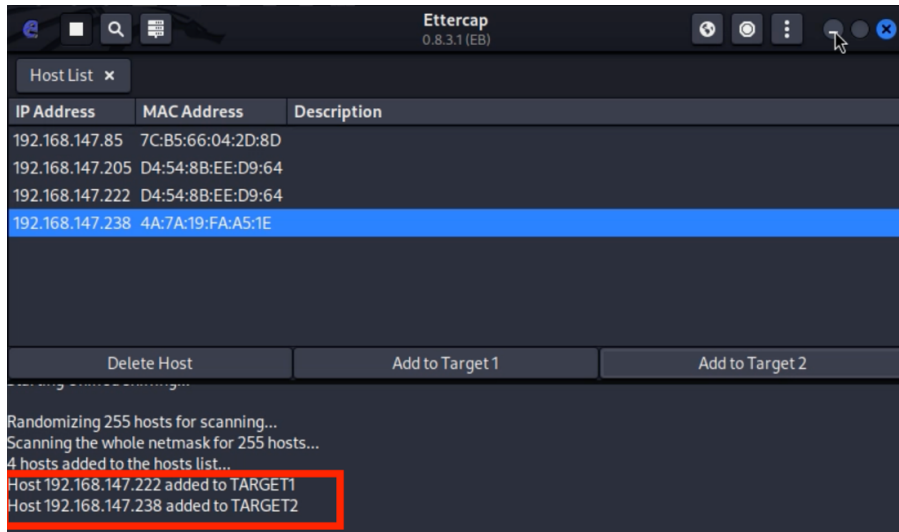 Ettercap
0.8.3.1 (EB)
Host List ×
IP Address MAC Address Description
192.168.147.85 7C:B5:66:04:2D:8D
192.168.147.205 D4:54:8B:EE:D9:64
192.168.147.222 D4:54:8B:EE:D9:64
192.168.147.238 4A:7A:19:FA:A5:1E
Delete Host Add to Target 1 Add to Target 2
Randomizing 255 hosts for scanning...
Scanning the whole netmask for 255 hosts...
4 hosts added to the hosts list...
Host 192.168.147.222 added to TARGET1
Host 192.168.147.238 added to TARGET2